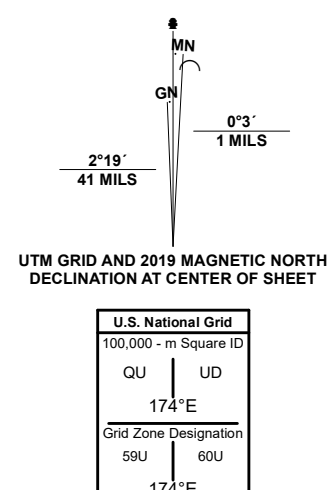 MN
GN
0°3´
1 MILS
2°19´
41 MILS
UTM GRID AND 2019 MAGNETIC NORTH
DECLINATION AT CENTER OF SHEET
U.S. National Grid
100,000 - m Square ID
QU UD
174°E
Grid Zone Designation
59U 60U
174°E